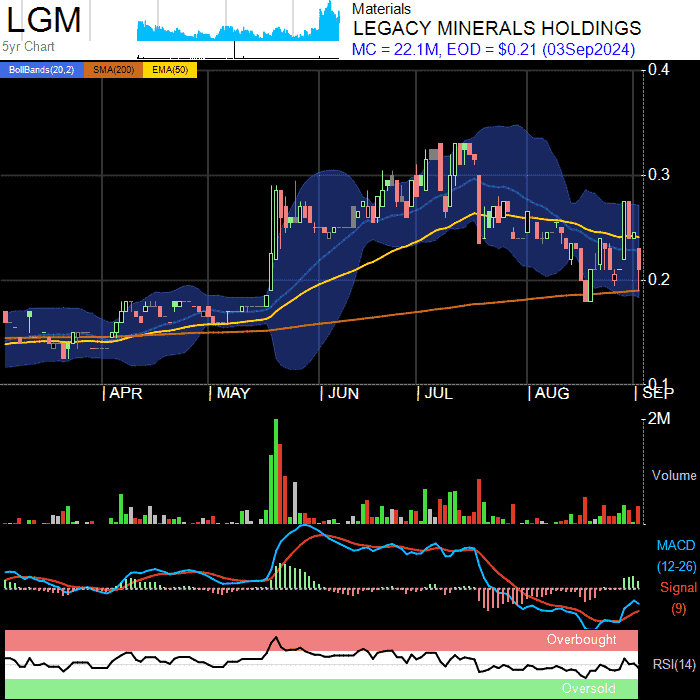 LGM
5yr Chart
Materials
LEGACY MINERALS HOLDINGS
MC = 22.1M, EOD = $0.21 (03Sep2024)
BollBands(20,2) SMA(200) EMA(50)
0.4
0.3
0.2
0.1
APR MAY JUN JUL AUG SEP
2M
Volume
MACD
(12-26)
Signal
(9)
Overbought
RSI(14)
Oversold